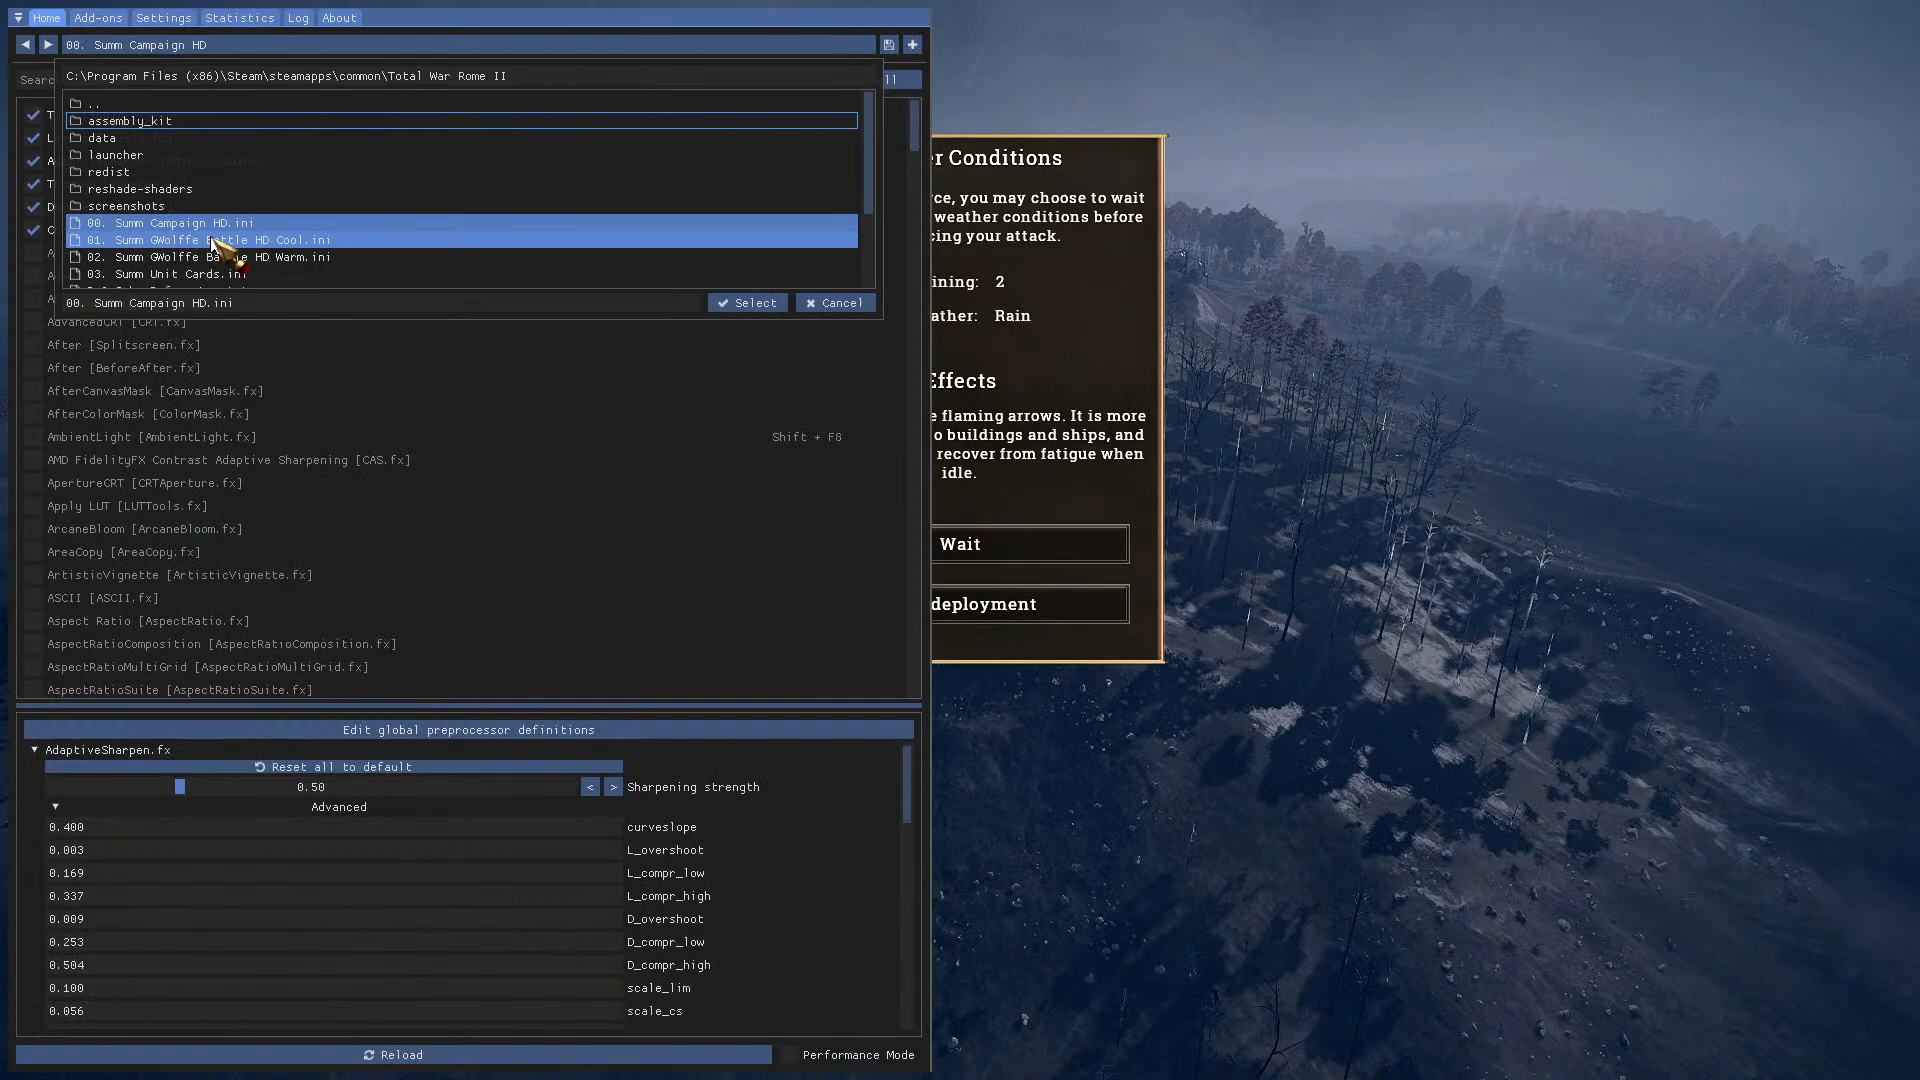 Home Add-ons Settings Statistics Log About
00. Summ Campaign HD
Searc
C:\Program Files (x86)\Steam\steamapps\common\Total War Rome II
..
assembly_kit
data
launcher
redist
reshade-shaders
screenshots
00. Summ Campaign HD.ini
01. Summ GWolffe Battle HD Cool.ini
02. Summ GWolffe Battle HD Warm.ini
03. Summ Unit Cards.ini
00. Summ Campaign HD.ini
Select Cancel
AdvancedCRT [CRT.fx]
After [Splitscreen.fx]
After [BeforeAfter.fx]
AfterCanvasMask [CanvasMask.fx]
AfterColorMask [ColorMask.fx]
AmbientLight [AmbientLight.fx] Shift + F8
AMD FidelityFX Contrast Adaptive Sharpening [CAS.fx]
ApertureCRT [CRTAperture.fx]
Apply LUT [LUTTools.fx]
ArcaneBloom [ArcaneBloom.fx]
AreaCopy [AreaCopy.fx]
ArtisticVignette [ArtisticVignette.fx]
ASCII [ASCII.fx]
Aspect Ratio [AspectRatio.fx]
AspectRatioComposition [AspectRatioComposition.fx]
AspectRatioMultiGrid [AspectRatioMultiGrid.fx]
AspectRatioSuite [AspectRatioSuite.fx]
Edit global preprocessor definitions
AdaptiveSharpen.fx
Reset all to default
0.50 < > Sharpening strength
Advanced
0.400 curveslope
0.003 L_overshoot
0.169 L_compr_low
0.337 L_compr_high
0.009 D_overshoot
0.253 D_compr_low
0.504 D_compr_high
0.100 scale_lim
0.056 scale_cs
Reload Performance Mode
er Conditions
rce, you may choose to wait
weather conditions before
cing your attack.
ining: 2
ather: Rain
Effects
e flaming arrows. It is more
o buildings and ships, and
recover from fatigue when
idle.
Wait
deployment